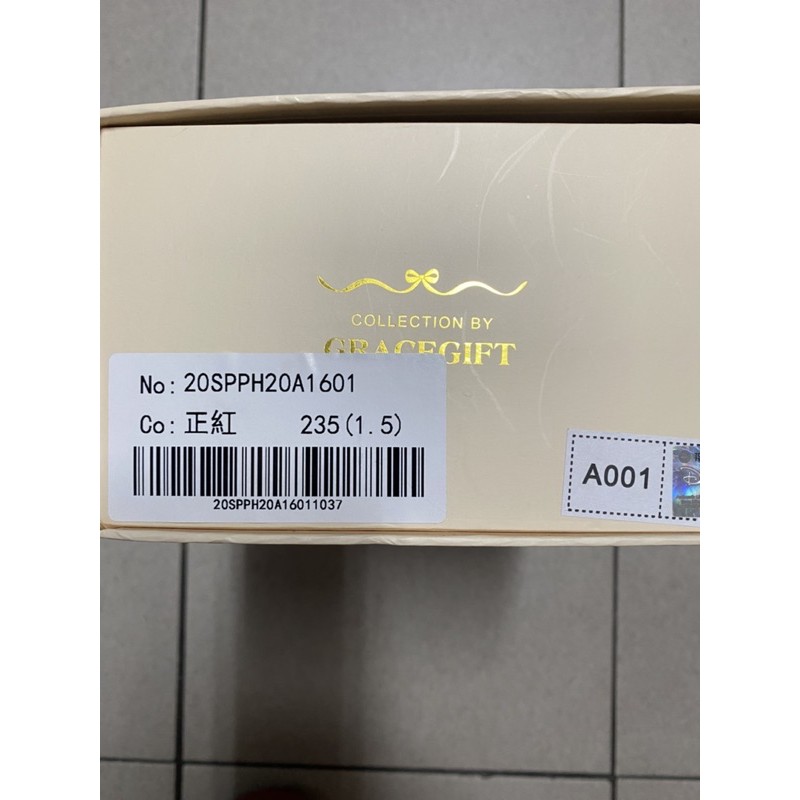 COLLECTION BY
GRACEGIFT
No: 20SPPH20A1601
Co: 正紅 235(1.5)
20SPPH20A16011037
A001